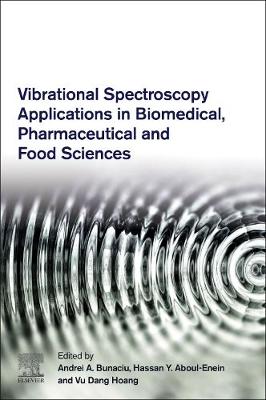 Vibrational Spectroscopy
Applications in Biomedical,
Pharmaceutical and
Food Sciences
Edited by
Andrei A. Bunaciu, Hassan Y. Aboul-Enein
and Vu Dang Hoang
ELSEVIER